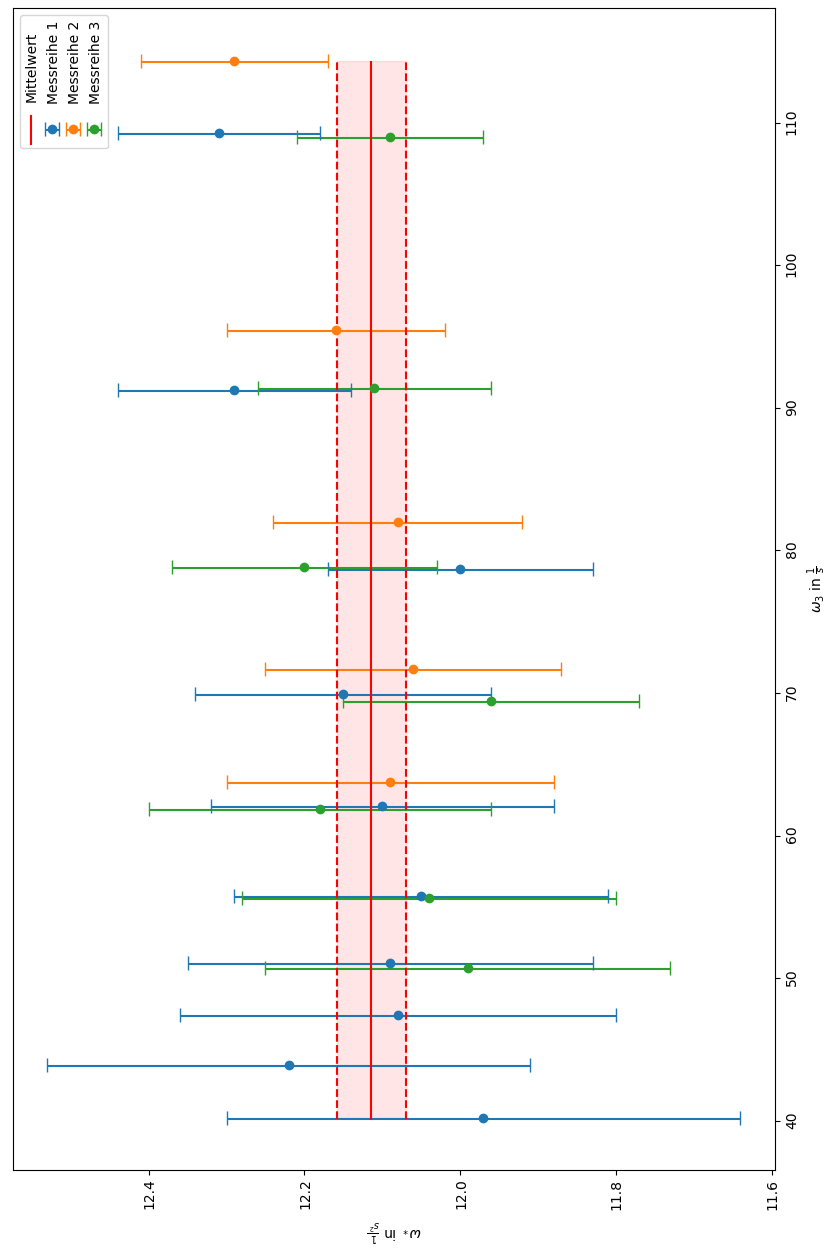 Mittelwert
Messreihe 1
Messreihe 2
Messreihe 3
12.4
12.2
12.0
11.8
11.6
ω* in 1/s²
40 50 60 70 80 90 100 110
ω₃ in 1/s